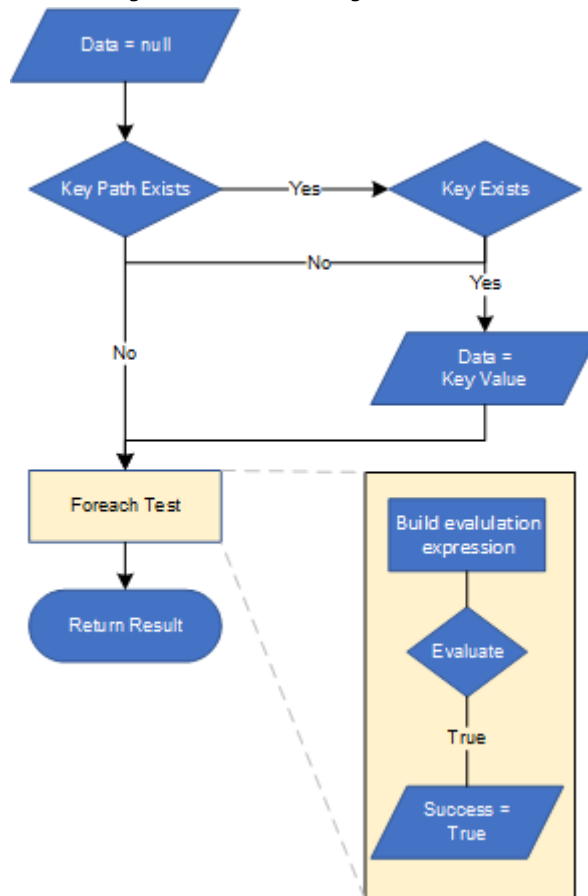 Data = null
Key Path Exists
Yes
Key Exists
No
Yes
No
Data =
Key Value
Foreach Test
Build evalulation
expression
Return Result
Evaluate
True
Success =
True